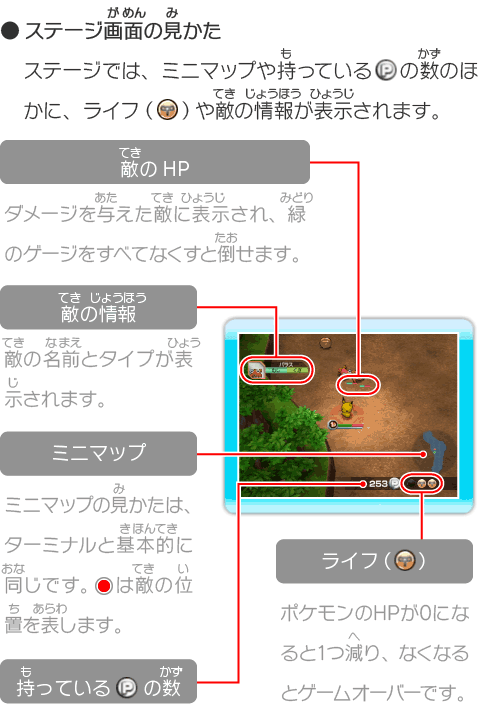 ● ステージ画面の見かた
ステージでは、ミニマップや持っているⓅの数のほ
かに、ライフ（）や敵の情報が表示されます。
敵の HP
ダメージを与えた敵に表示され、緑
のゲージをすべてなくすと倒せます。
敵の情報
敵の名前とタイプが表
示されます。
パラス
253 Ⓟ
ミニマップ
ミニマップの見かたは、
ターミナルと基本的に
同じです。●は敵の位
置を表します。
持っているⓅの数
ライフ（）
ポケモンのHPが0にな
ると1つ減り、なくなる
とゲームオーバーです。